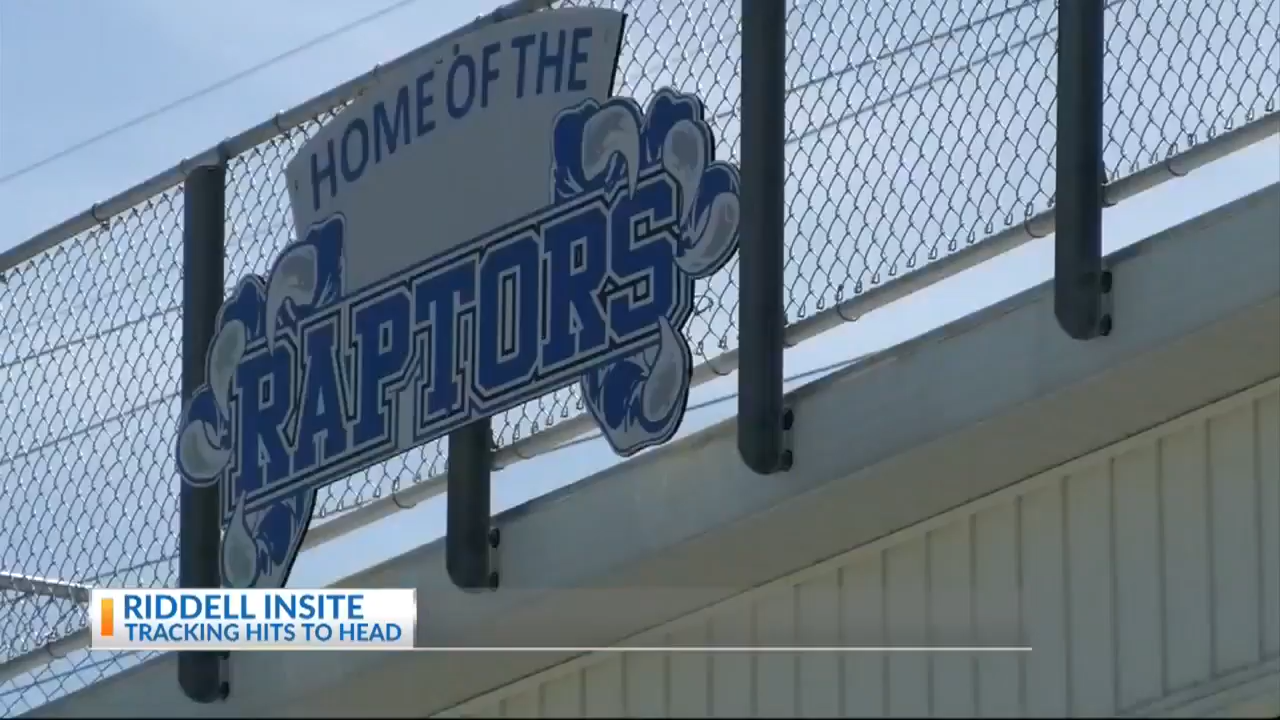 HOME OF THE
RAPTORS
RIDDELL INSITE
TRACKING HITS TO HEAD